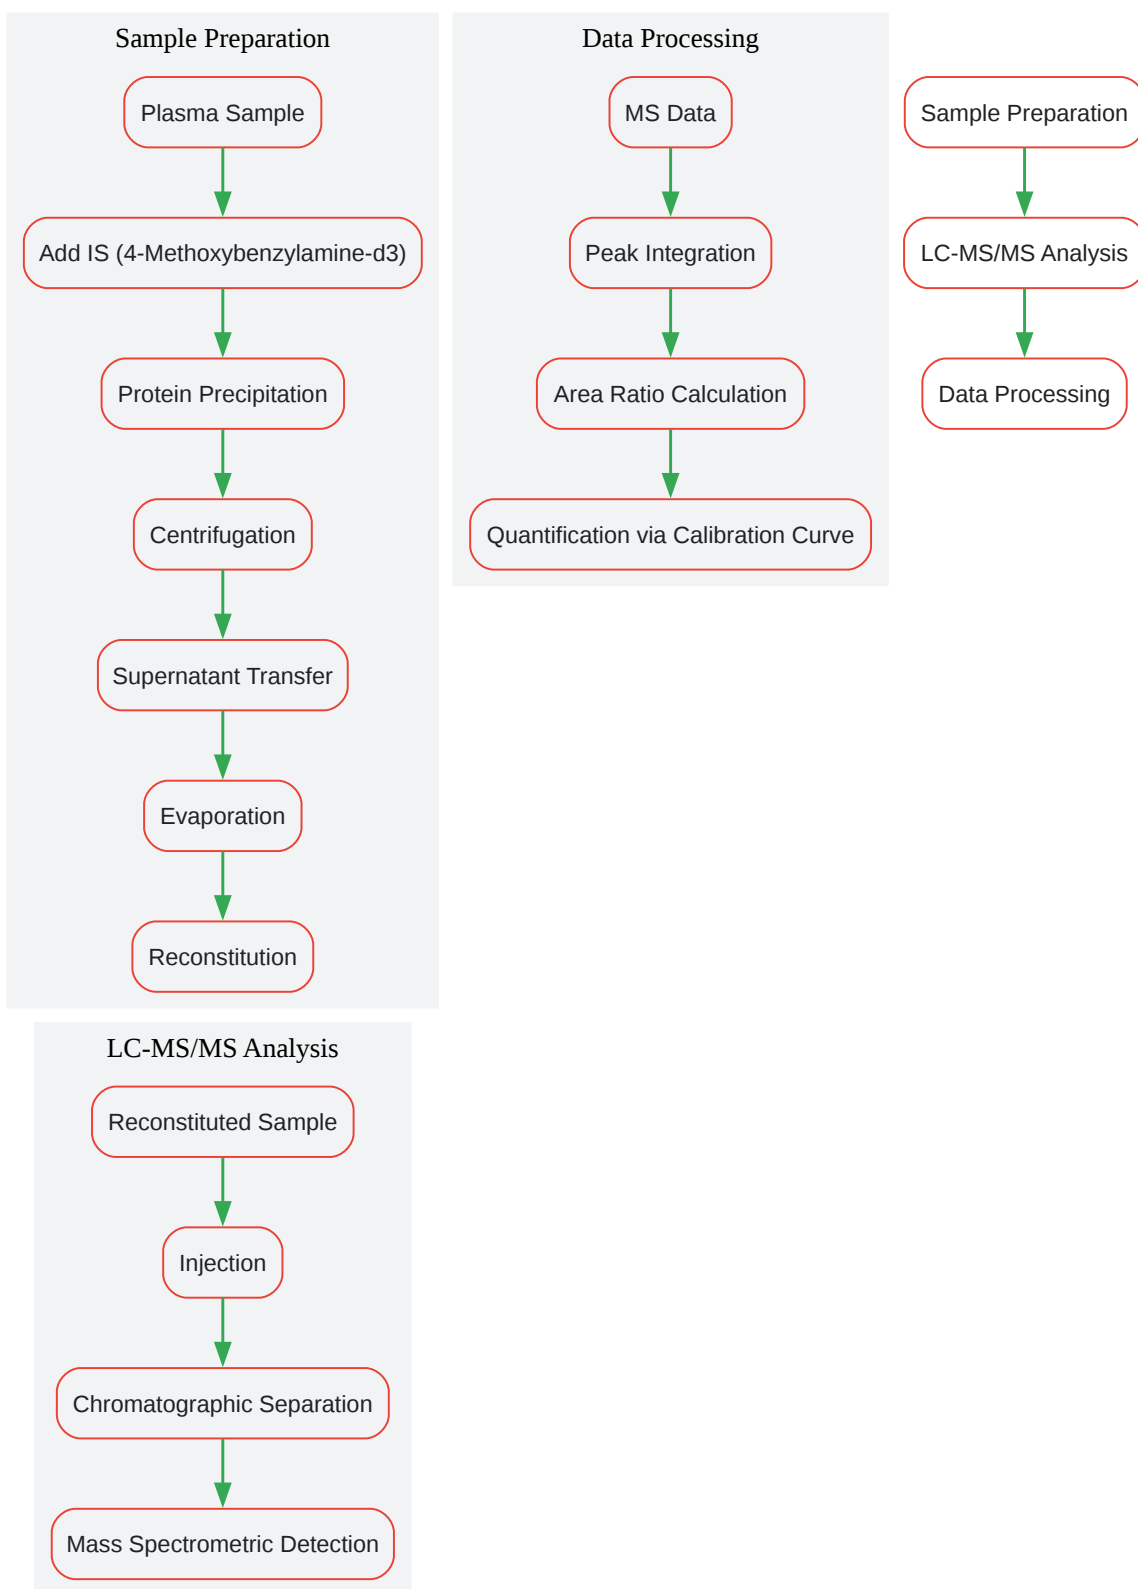 Sample Preparation
Plasma Sample
Add IS (4-Methoxybenzylamine-d3)
Protein Precipitation
Centrifugation
Supernatant Transfer
Evaporation
Reconstitution
Data Processing
MS Data
Peak Integration
Area Ratio Calculation
Quantification via Calibration Curve
Sample Preparation
LC-MS/MS Analysis
Data Processing
LC-MS/MS Analysis
Reconstituted Sample
Injection
Chromatographic Separation
Mass Spectrometric Detection